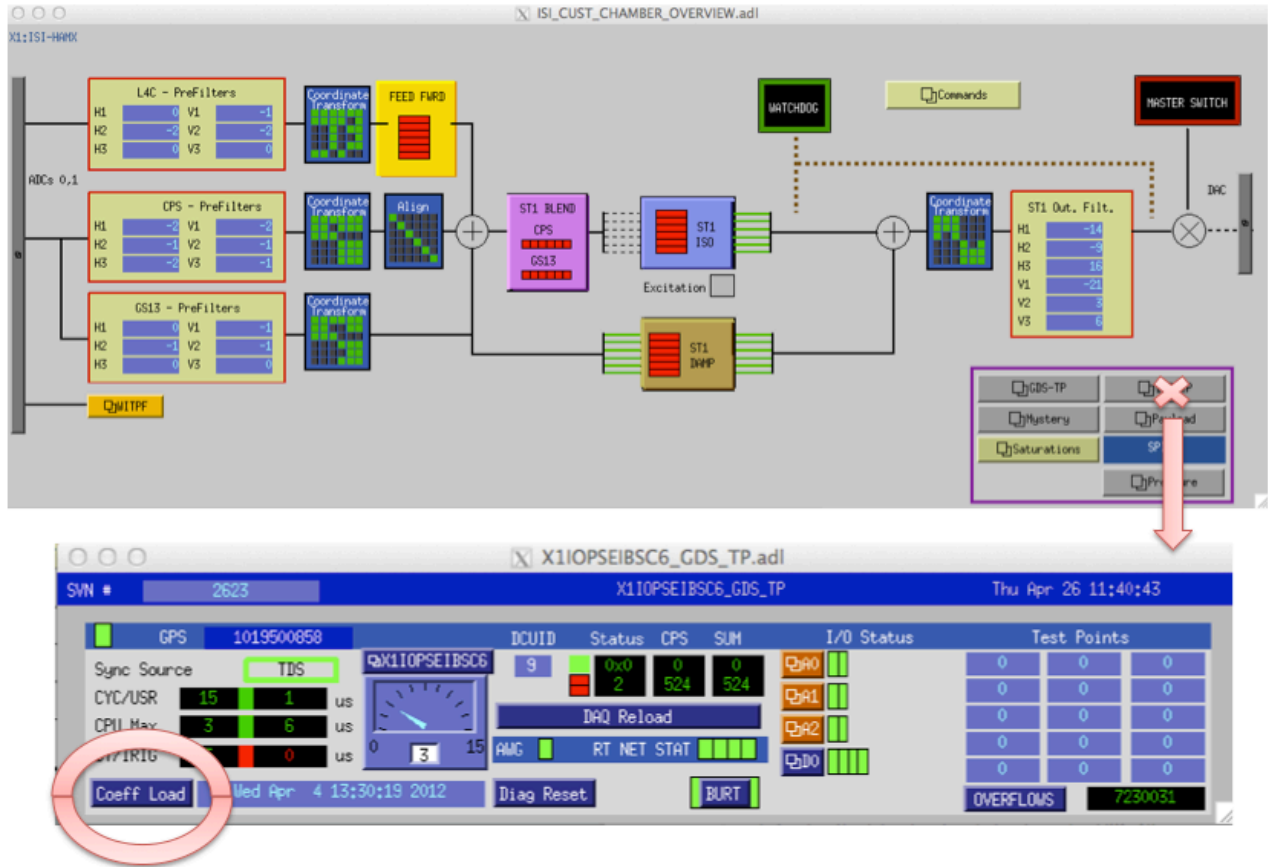 ISI_CUST_CHAMBER_OVERVIEW.adl
X1:ISI-HAMX
L4C - PreFilters
H1 0 V1 -1
H2 -2 V2 -2
H3 0 V3 0
Coordinate
Transform
FEED FWRD
WATCHDOG
Commands
MASTER SWITCH
ADCs 0,1
CPS - PreFilters
H1 -2 V1 -2
H2 -1 V2 -1
H3 -2 V3 -1
Coordinate
Transform
Align
ST1 BLEND
CPS
GS13
ST1
ISO
Excitation
Coordinate
Transform
ST1 Out. Filt.
H1 -14
H2 -9
H3 16
V1 -21
V2 3
V3 6
DAC
0
0
GS13 - PreFilters
H1 0 V1 -1
H2 -1 V2 -1
H3 0 V3 0
Coordinate
Transform
ST1
DAMP
WITPF
GDS-TP
Mystery
Payload
Saturations
X1IOPSEIBSC6_GDS_TP.adl
SVN # 2623 X1IOPSEIBSC6_GDS_TP Thu Apr 26 11:40:43
GPS 1019500858 DCUID Status CPS SUM I/O Status Test Points
Sync Source TDS
X1IOPSEIBSC6
9 0x0 0 0
2 524 524
CYC/USR 15 1 us
CPU Max 3 6 us
0 us
0 3 15
DAQ Reload
AWG RT NET STAT
A0
A1
A2
D0
0 0 0
0 0 0
0 0 0
0 0 0
0 0 0
Coeff Load Wed Apr 4 13:30:19 2012 Diag Reset BURT OVERFLOWS 7230031